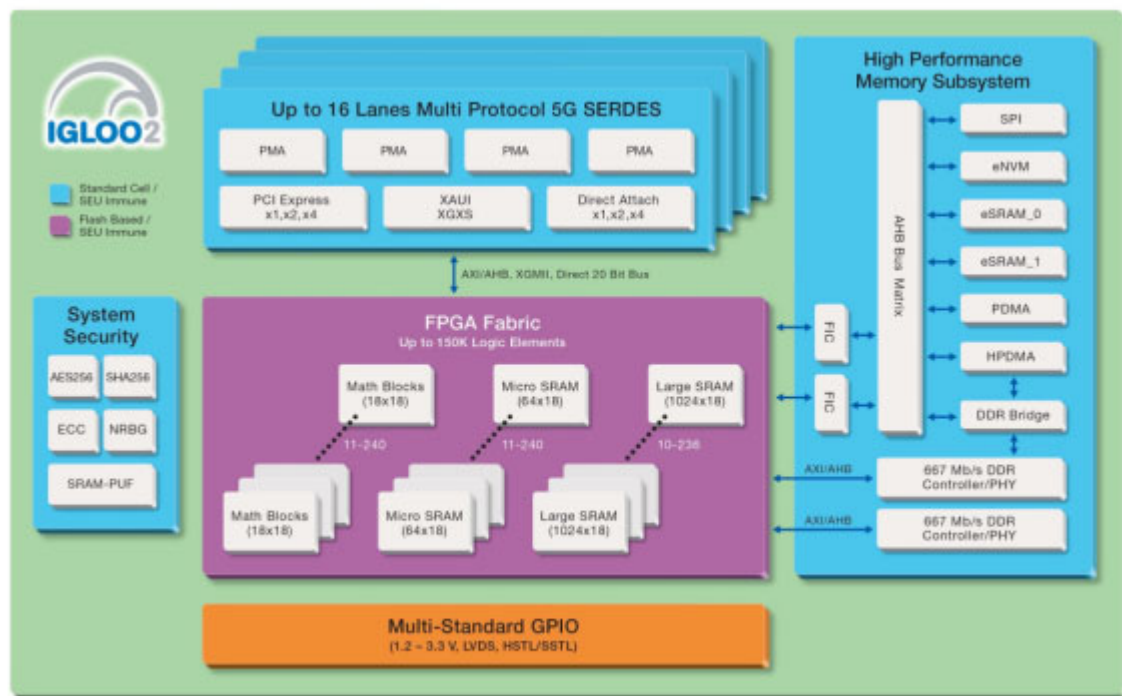 IGLOO2
Standard Cell /
SEU Immune
Flash Based /
SEU Immune
Up to 16 Lanes Multi Protocol 5G SERDES
PMA
PMA
PMA
PMA
PCI Express
x1,x2,x4
XAUI
XGXS
Direct Attach
x1,x2,x4
AXI/AHB, XGMII, Direct 20 Bit Bus
System
Security
AES256
SHA256
ECC
NRBG
SRAM-PUF
FPGA Fabric
Up to 150K Logic Elements
Math Blocks
(18x18)
Micro SRAM
(64x18)
Large SRAM
(1024x18)
11-240
11-240
10-236
Math Blocks
(18x18)
Micro SRAM
(64x18)
Large SRAM
(1024x18)
Multi-Standard GPIO
(1.2 – 3.3 V, LVDS, HSTL/SSTL)
High Performance
Memory Subsystem
AHB Bus Matrix
SPI
eNVM
eSRAM_0
eSRAM_1
PDMA
HPDMA
DDR Bridge
FIC
FIC
AXI/AHB
667 Mb/s DDR
Controller/PHY
AXI/AHB
667 Mb/s DDR
Controller/PHY